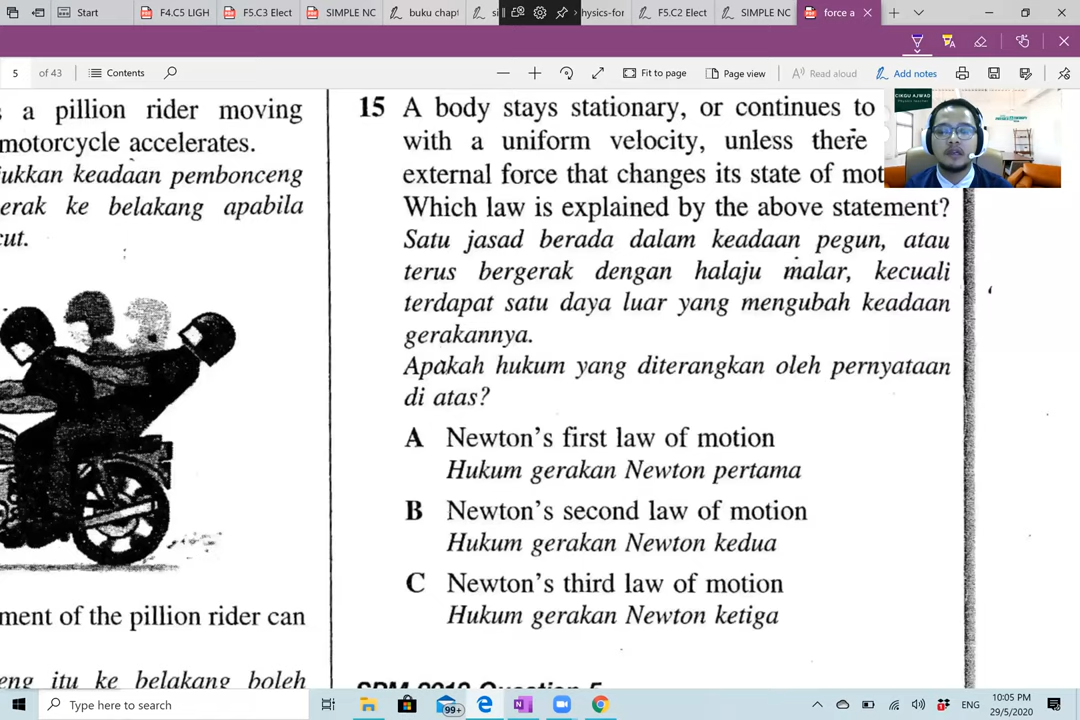 Start
F4.C5 LIGH
F5.C3 Elect
SIMPLE NC
buku chapt
si
hysics-for
F5.C2 Elect
SIMPLE NC
force a
5 of 43
Contents
Fit to page
Page view
Read aloud
Add notes
CIKGU AJWAD
a pillion rider moving
motorcycle accelerates.
ukkan keadaan pembonceng
erak ke belakang apabila
cut.
ment of the pillion rider can
eng itu ke belakang boleh
15 A body stays stationary, or continues to
with a uniform velocity, unless there
external force that changes its state of mot
Which law is explained by the above statement?
Satu jasad berada dalam keadaan pegun, atau
terus bergerak dengan halaju malar, kecuali
terdapat satu daya luar yang mengubah keadaan
gerakannya.
Apakah hukum yang diterangkan oleh pernyataan
di atas?
A Newton's first law of motion
Hukum gerakan Newton pertama
B Newton's second law of motion
Hukum gerakan Newton kedua
C Newton's third law of motion
Hukum gerakan Newton ketiga
Type here to search
99+
ENG
10:05 PM
29/5/2020